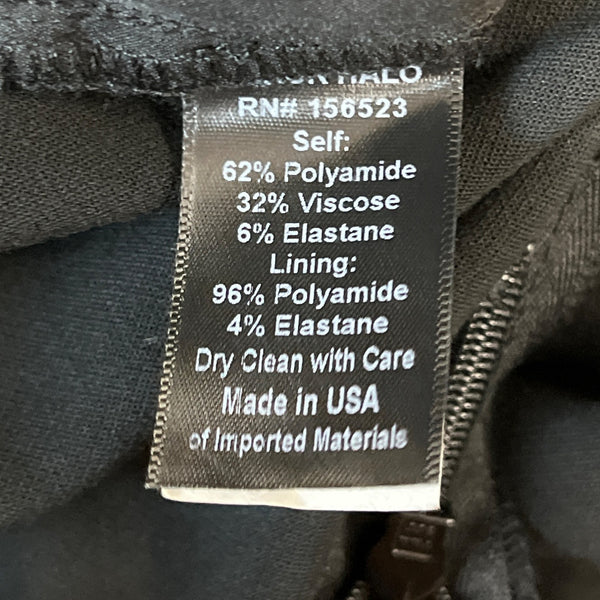 HALO
RN# 156523
Self:
62% Polyamide
32% Viscose
6% Elastane
Lining:
96% Polyamide
4% Elastane
Dry Clean with Care
Made in USA
of Imported Materials